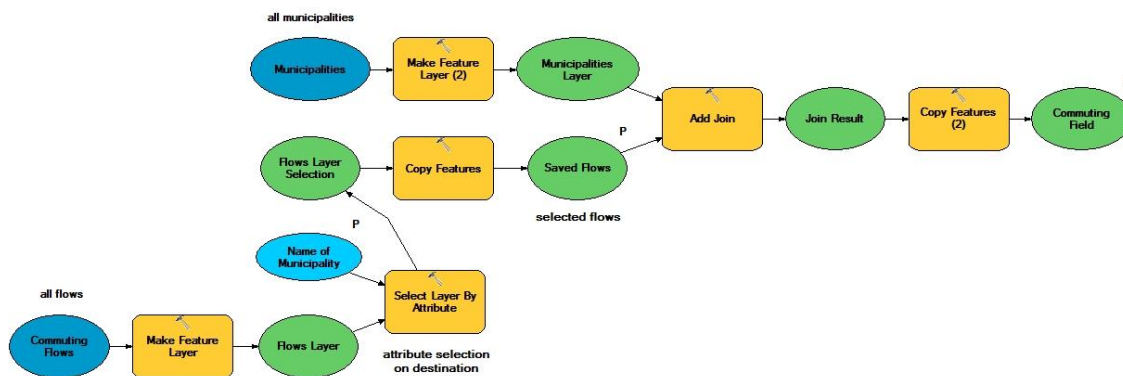 all municipalities
Municipalities
Make Feature
Layer (2)
Municipalities
Layer
Add Join
Join Result
Copy Features
(2)
Commuting
Field
P
Flows Layer
Selection
Copy Features
Saved Flows
selected flows
P
Name of
Municipality
Select Layer By
Attribute
attribute selection
on destination
all flows
Commuting
Flows
Make Feature
Layer
Flows Layer